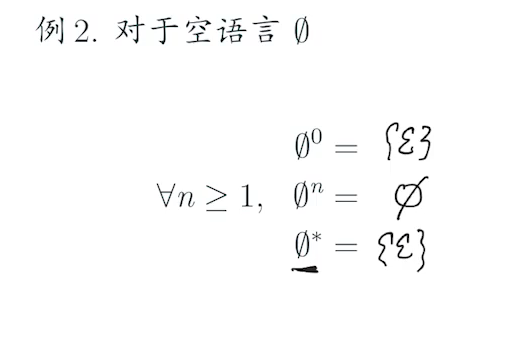 例 2. 对于空语言 ∅
∅⁰ = {ε}
∀n ≥ 1, ∅ⁿ = ∅
∅* = {ε}